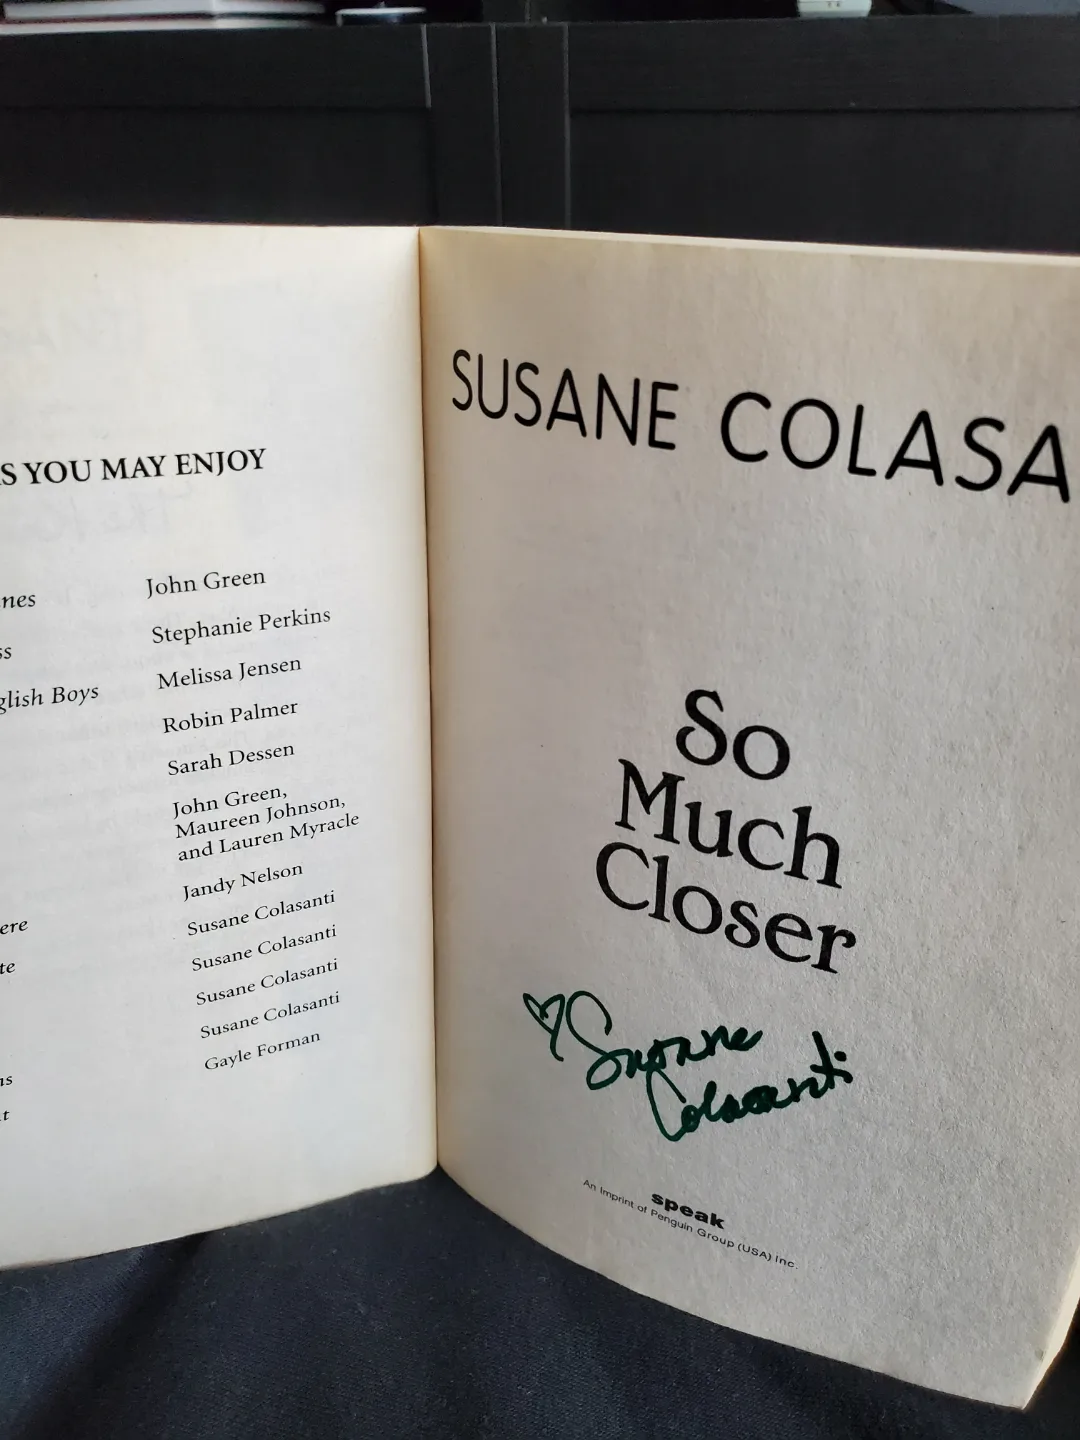 S YOU MAY ENJOY
nes John Green
ss Stephanie Perkins
glish Boys Melissa Jensen
Robin Palmer
Sarah Dessen
John Green,
Maureen Johnson,
and Lauren Myracle
Jandy Nelson
ere Susane Colasanti
te Susane Colasanti
Susane Colasanti
Susane Colasanti
ns Gayle Forman
t
SUSANE COLASA
So
Much
Closer
Susane
Colasanti
speak
An Imprint of Penguin Group (USA) Inc.